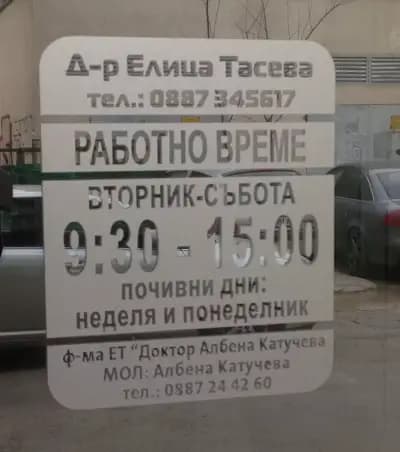 Д-р Елица Тасева
тел.: 0887 345617
РАБОТНО ВРЕМЕ
ВТОРНИК-СЪБОТА
9:30 - 15:00
ПОЧИВНИ ДНИ:
НЕДЕЛЯ И ПОНЕДЕЛНИК
ф-ма ЕТ "Доктор Албена Катучева
МОЛ: Албена Катучева
тел.: 0887 24 42 60